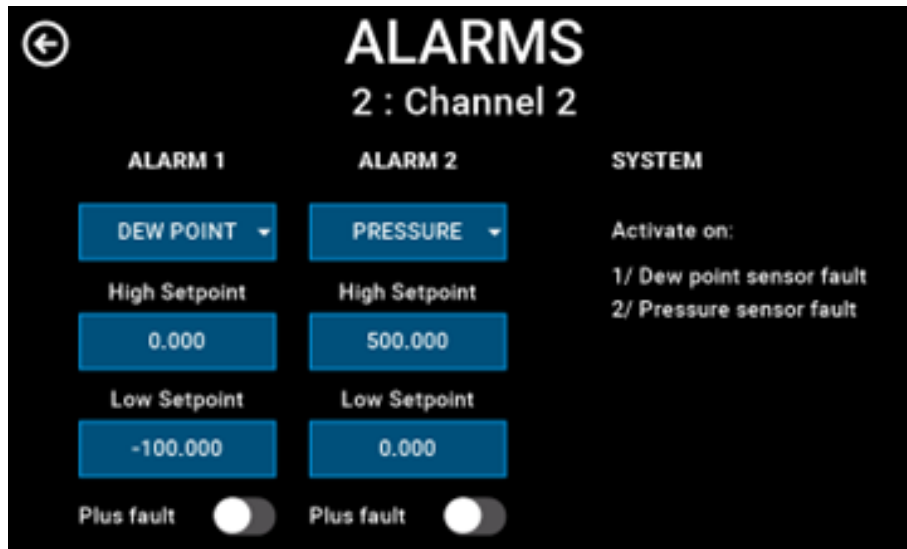 ALARMS
2 : Channel 2
ALARM 1
DEW POINT
High Setpoint
0.000
Low Setpoint
-100.000
Plus fault
ALARM 2
PRESSURE
High Setpoint
500.000
Low Setpoint
0.000
Plus fault
SYSTEM
Activate on:
1/ Dew point sensor fault
2/ Pressure sensor fault